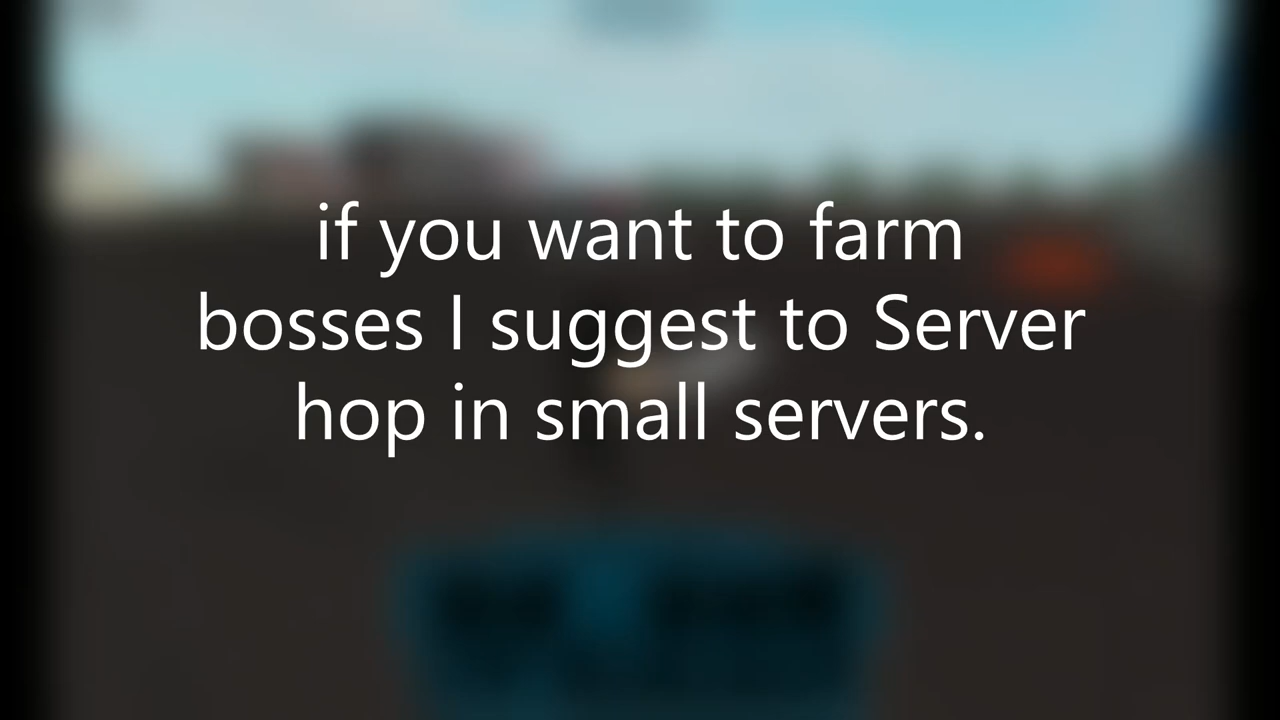 if you want to farm
bosses I suggest to Server
hop in small servers.